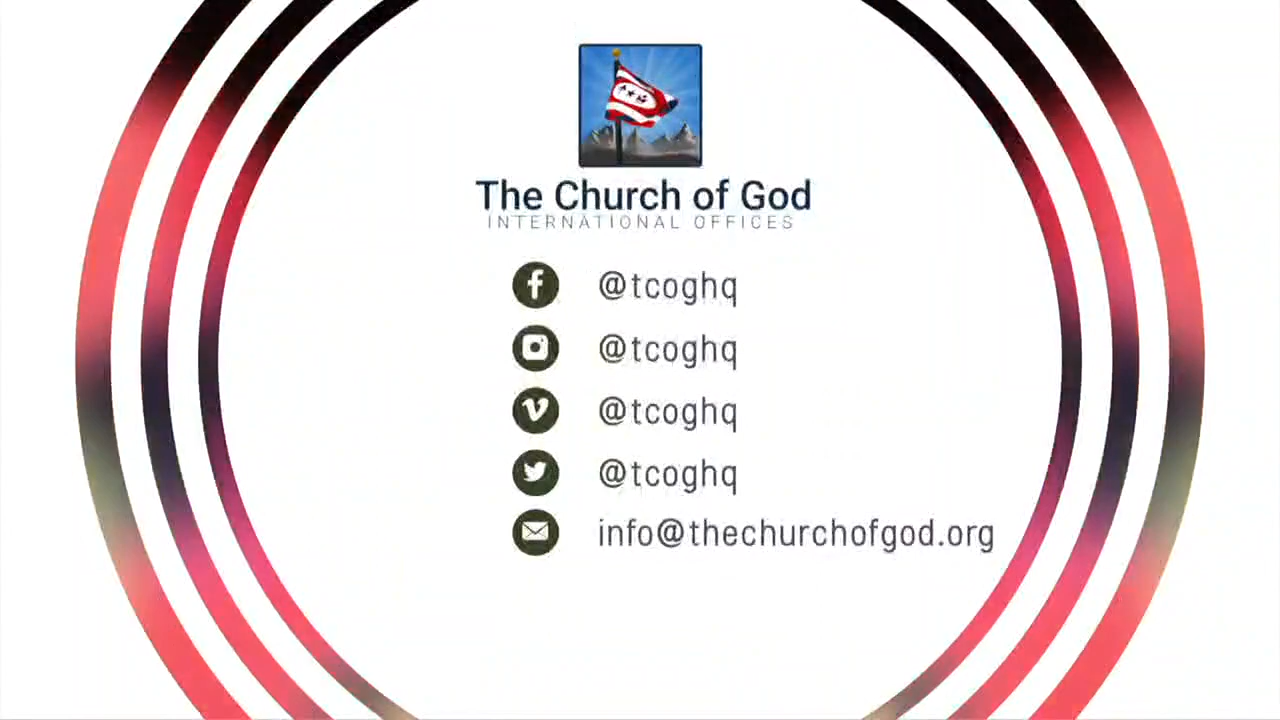 The Church of God
INTERNATIONAL OFFICES
@tcoghq
@tcoghq
@tcoghq
@tcoghq
info@thechurchofgod.org